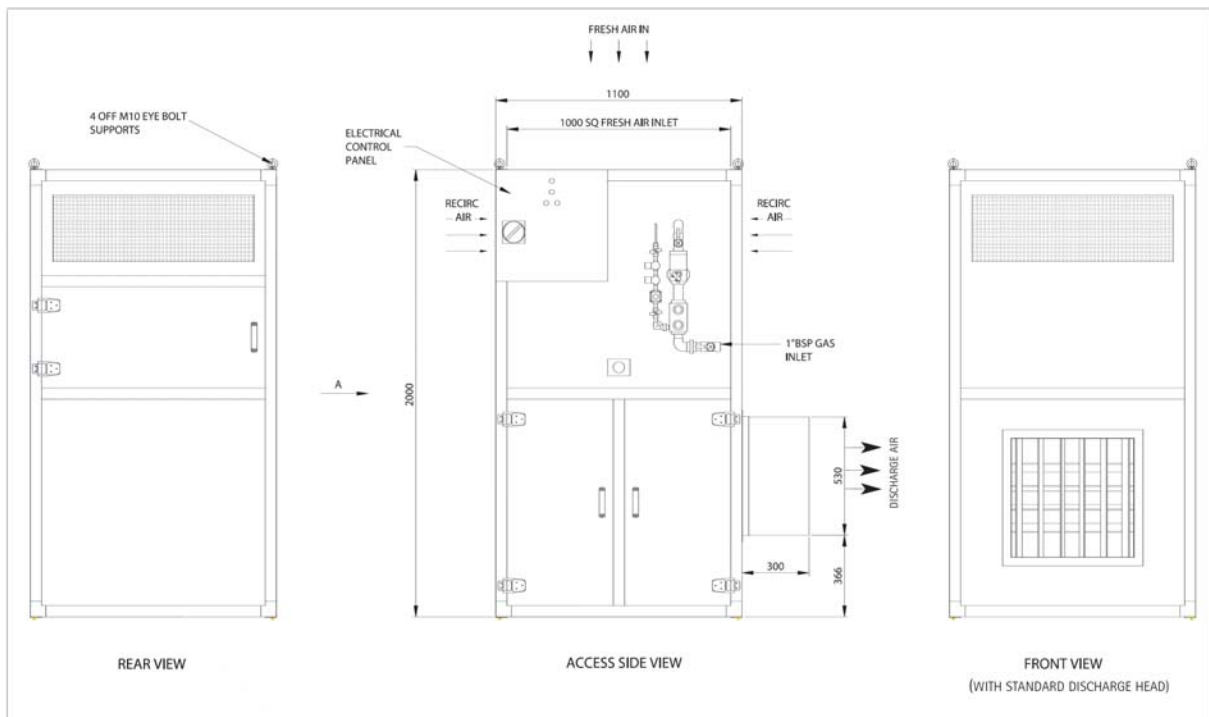 FRESH AIR IN
1100
4 OFF M10 EYE BOLT
SUPPORTS
1000 SQ FRESH AIR INLET
ELECTRICAL
CONTROL
PANEL
RECIRC
AIR
RECIRC
AIR
1"BSP GAS
INLET
A
2000
530
DISCHARGE AIR
300
366
REAR VIEW
ACCESS SIDE VIEW
FRONT VIEW
(WITH STANDARD DISCHARGE HEAD)